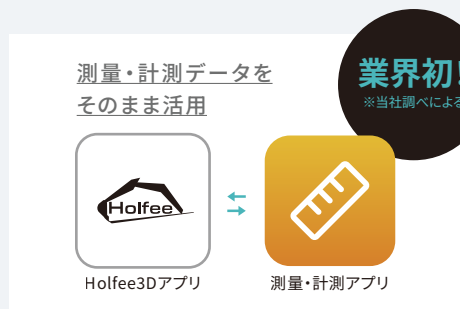 測量・計測データを
そのまま活用
業界初!
※当社調べによる
Holfee
Holfee3Dアプリ
測量・計測アプリ